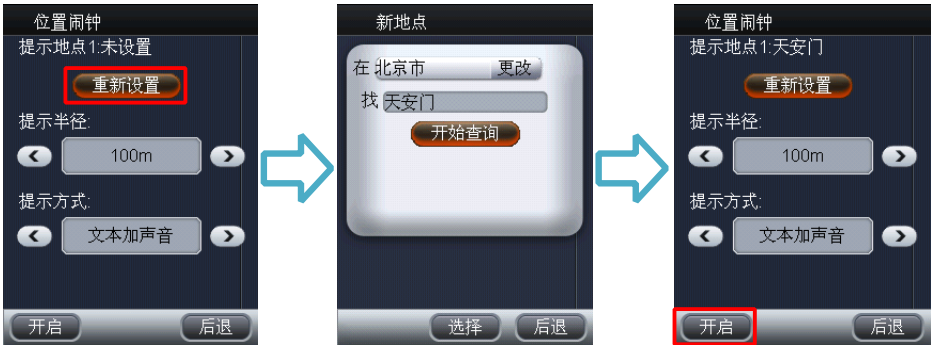 位置闹钟
提示地点1:未设置
重新设置
提示半径:
100m
提示方式:
文本加声音
开启
后退
新地点
在 北京市 更改
找 天安门
开始查询
选择
后退
位置闹钟
提示地点1:天安门
重新设置
提示半径:
100m
提示方式:
文本加声音
开启
后退